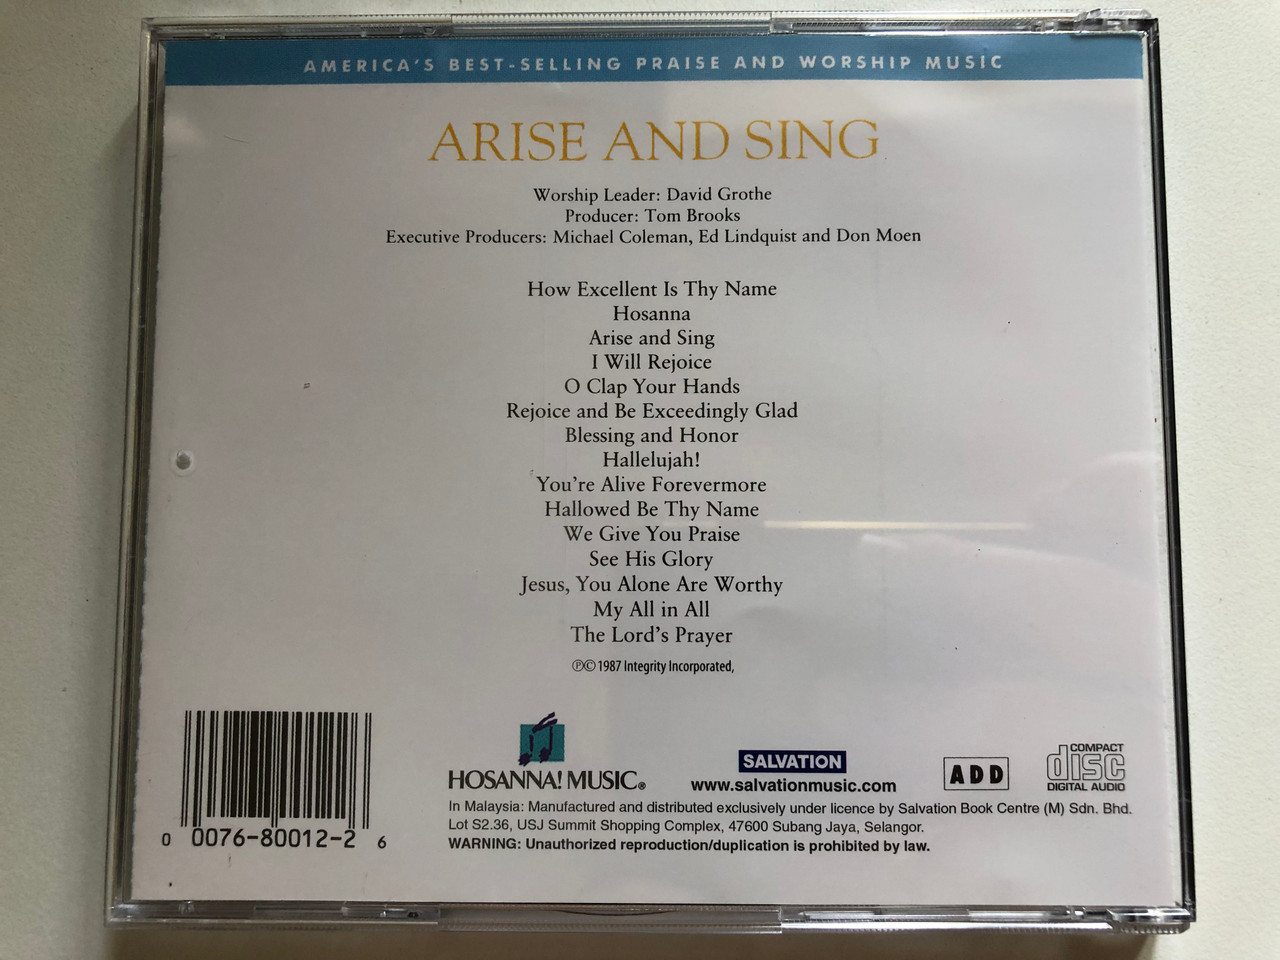 AMERICA'S BEST-SELLING PRAISE AND WORSHIP MUSIC
ARISE AND SING
Worship Leader: David Grothe
Producer: Tom Brooks
Executive Producers: Michael Coleman, Ed Lindquist and Don Moen
How Excellent Is Thy Name
Hosanna
Arise and Sing
I Will Rejoice
O Clap Your Hands
Rejoice and Be Exceedingly Glad
Blessing and Honor
Hallelujah!
You're Alive Forevermore
Hallowed Be Thy Name
We Give You Praise
See His Glory
Jesus, You Alone Are Worthy
My All in All
The Lord's Prayer
℗© 1987 Integrity Incorporated,
0 0076-80012-2 6
HOSANNA! MUSIC®
SALVATION
www.salvationmusic.com
ADD
COMPACT
disc
DIGITAL AUDIO
In Malaysia: Manufactured and distributed exclusively under licence by Salvation Book Centre (M) Sdn. Bhd.
Lot S2.36, USJ Summit Shopping Complex, 47600 Subang Jaya, Selangor.
WARNING: Unauthorized reproduction/duplication is prohibited by law.